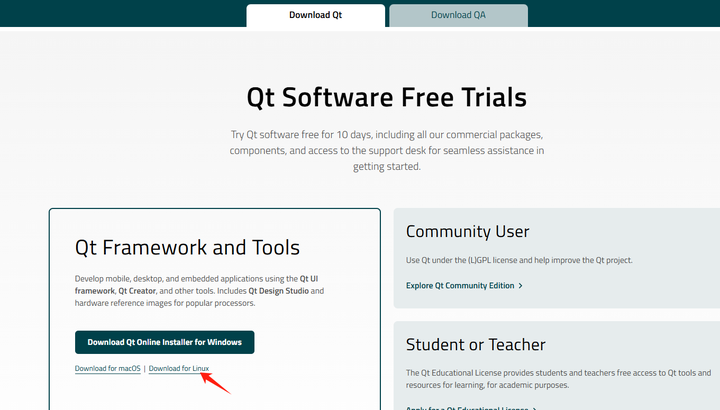 Download Qt
Download QA
Qt Software Free Trials
Try Qt software free for 10 days, including all our commercial packages,
components, and access to the support desk for seamless assistance in
getting started.
Qt Framework and Tools
Develop mobile, desktop, and embedded applications using the Qt UI
framework, Qt Creator, and other tools. Includes Qt Design Studio and
hardware reference images for popular processors.
Download Qt Online Installer for Windows
Download for macOS | Download for Linux
Community User
Use Qt under the (L)GPL license and help improve the Qt project.
Explore Qt Community Edition >
Student or Teacher
The Qt Educational License provides students and teachers free access to Qt tools and
resources for learning, for academic purposes.
Apply for a Qt Educational License >